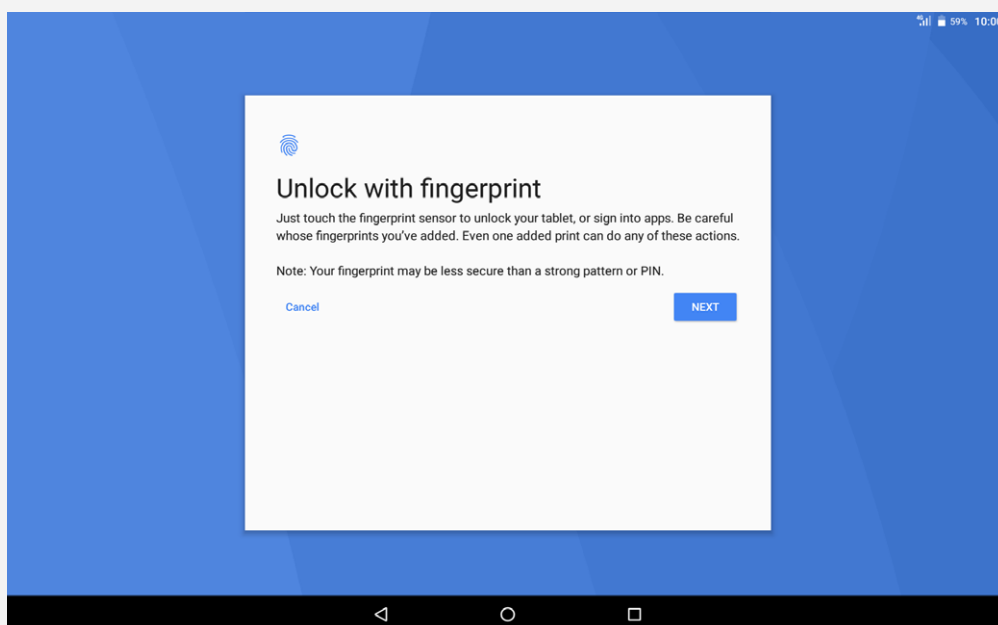 4G 59% 10:00
Unlock with fingerprint
Just touch the fingerprint sensor to unlock your tablet, or sign into apps. Be careful
whose fingerprints you've added. Even one added print can do any of these actions.
Note: Your fingerprint may be less secure than a strong pattern or PIN.
Cancel NEXT